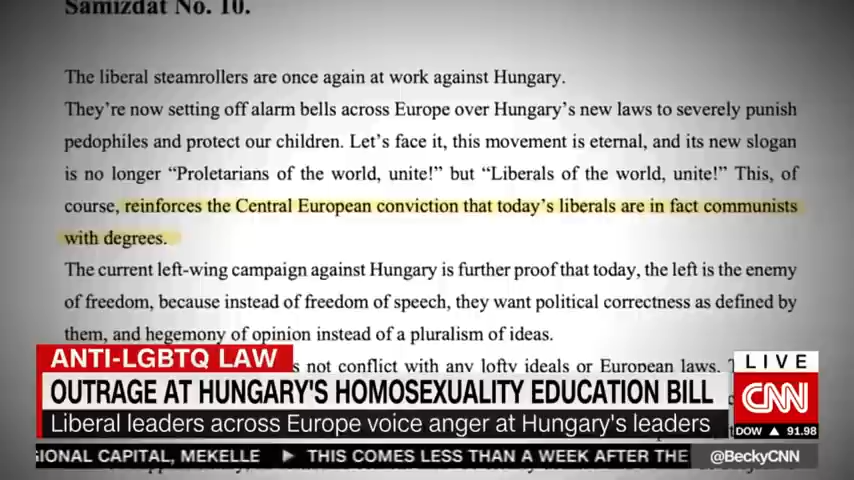 Samizdat No. 10.
The liberal steamrollers are once again at work against Hungary.
They're now setting off alarm bells across Europe over Hungary's new laws to severely punish
pedophiles and protect our children. Let's face it, this movement is eternal, and its new slogan
is no longer “Proletarians of the world, unite!” but “Liberals of the world, unite!” This, of
course, reinforces the Central European conviction that today's liberals are in fact communists
with degrees.
The current left-wing campaign against Hungary is further proof that today, the left is the enemy
of freedom, because instead of freedom of speech, they want political correctness as defined by
them, and hegemony of opinion instead of a pluralism of ideas.
s not conflict with any lofty ideals or European laws.
ANTI-LGBTQ LAW
OUTRAGE AT HUNGARY'S HOMOSEXUALITY EDUCATION BILL
Liberal leaders across Europe voice anger at Hungary's leaders
LIVE
CNN
DOW ▲ 91.98
IONAL CAPITAL, MEKELLE ▶ THIS COMES LESS THAN A WEEK AFTER THE
@BeckyCNN